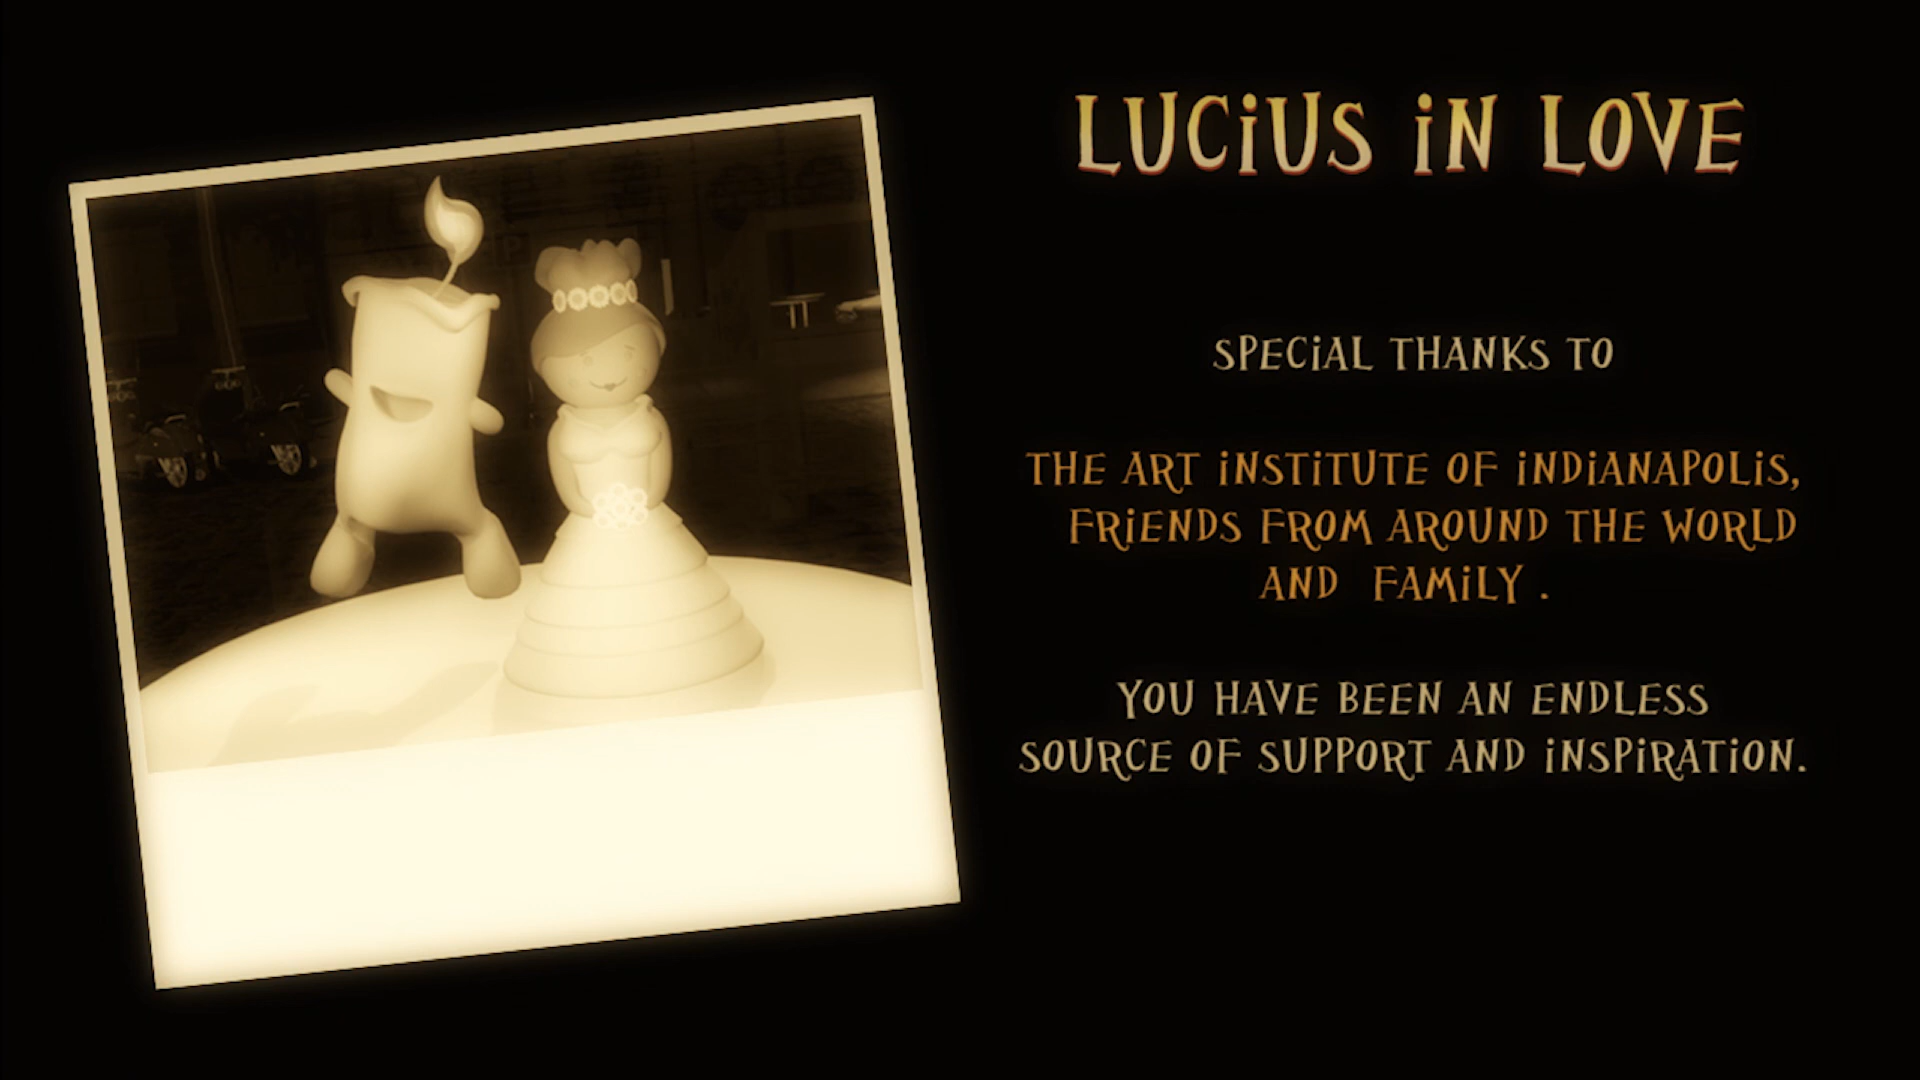 LUCiUS iN LOVE
SPECiAL THANKS TO
THE ART iNSTiTUTE OF iNDiANAPOLiS,
FRiENDS FROM AROUND THE WORLD
AND FAMiLY .
YOU HAVE BEEN AN ENDLESS
SOURCE OF SUPPORT AND iNSPiRATiON.